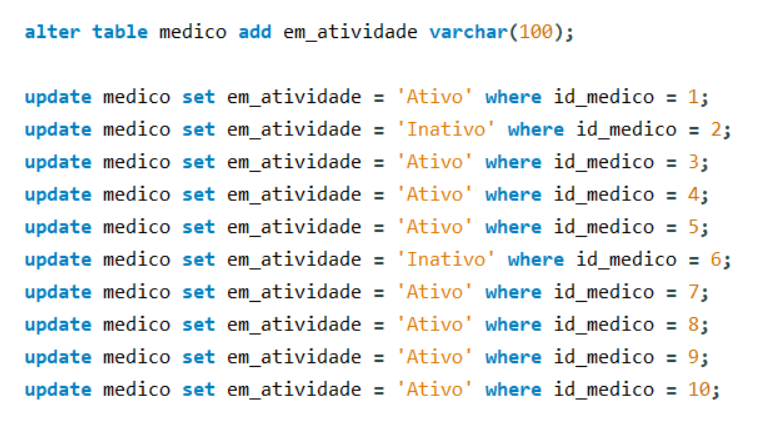 alter table medico add em_atividade varchar(100);
update medico set em_atividade = 'Ativo' where id_medico = 1;
update medico set em_atividade = 'Inativo' where id_medico = 2;
update medico set em_atividade = 'Ativo' where id_medico = 3;
update medico set em_atividade = 'Ativo' where id_medico = 4;
update medico set em_atividade = 'Ativo' where id_medico = 5;
update medico set em_atividade = 'Inativo' where id_medico = 6;
update medico set em_atividade = 'Ativo' where id_medico = 7;
update medico set em_atividade = 'Ativo' where id_medico = 8;
update medico set em_atividade = 'Ativo' where id_medico = 9;
update medico set em_atividade = 'Ativo' where id_medico = 10;